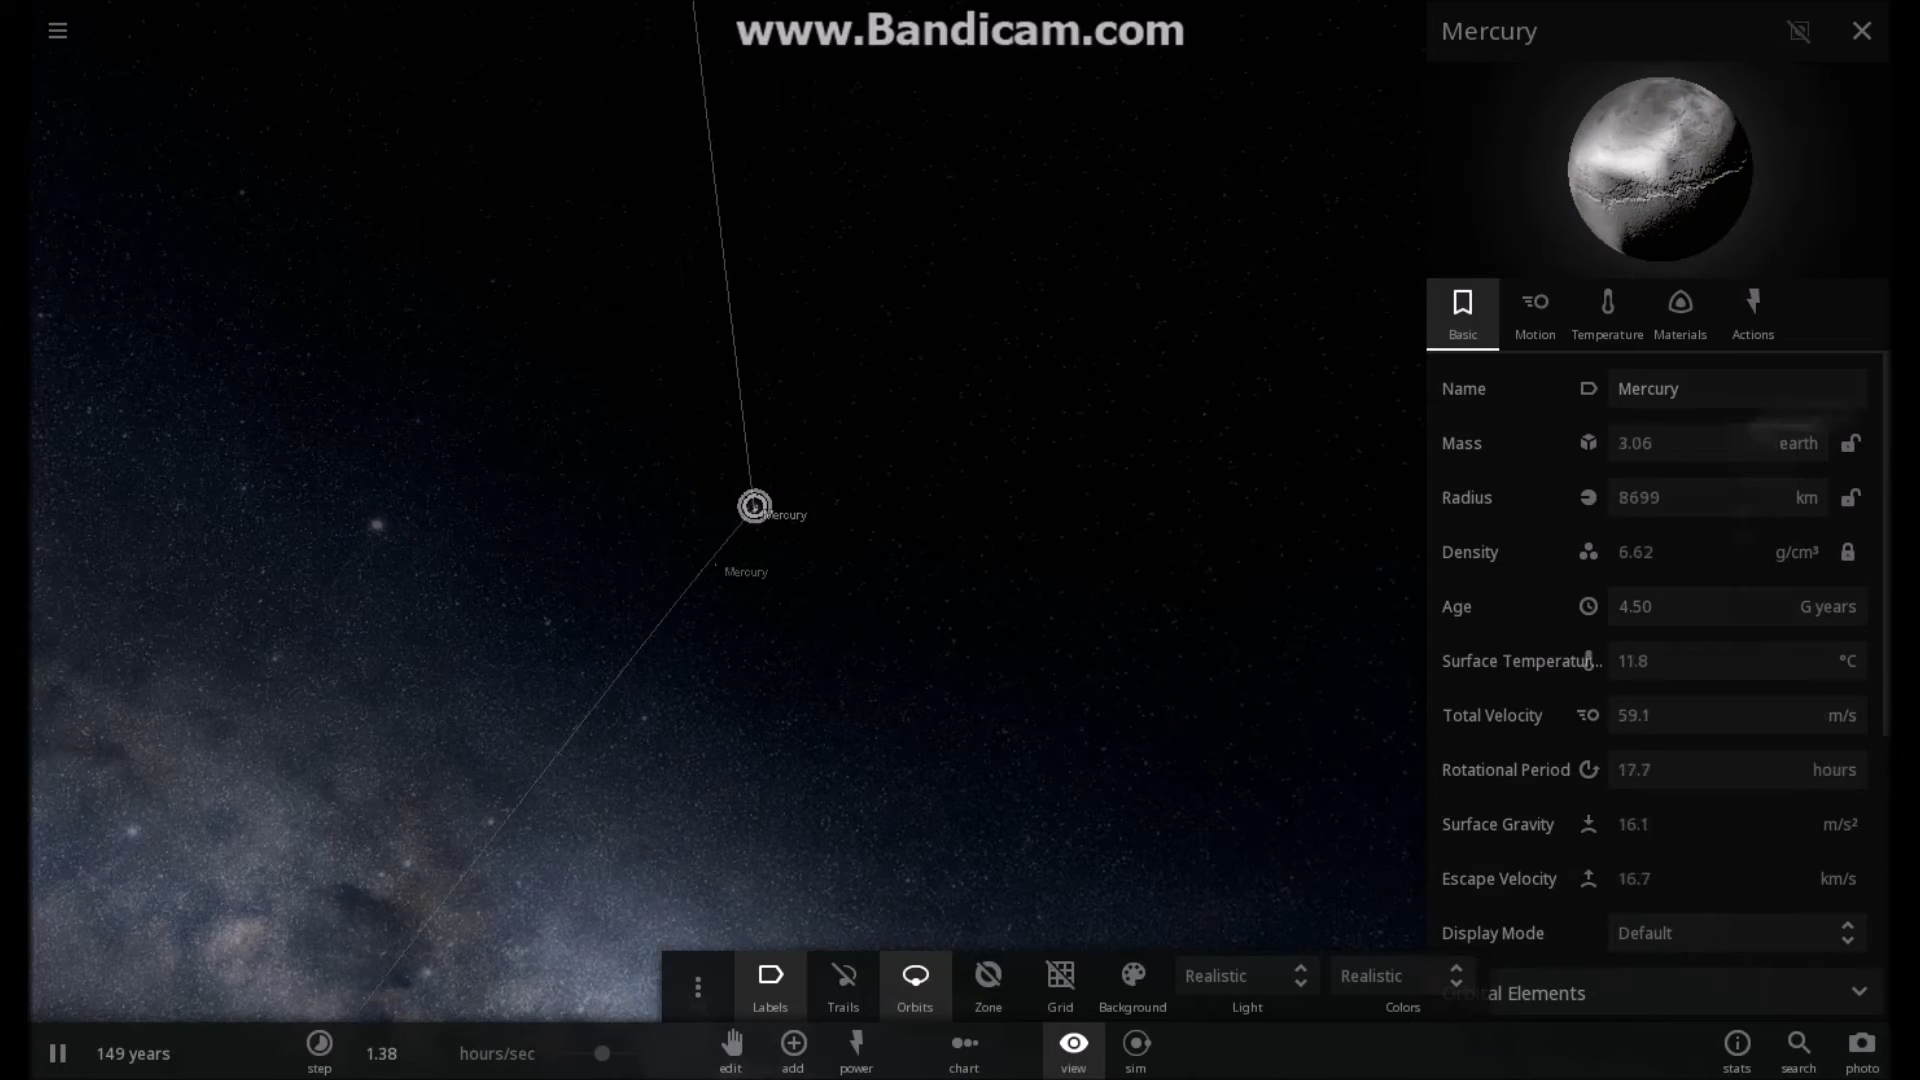 www.Bandicam.com
Mercury
Basic
Motion
Temperature
Materials
Actions
Name Mercury
Mass 3.06 earth
Radius 8699 km
Density 6.62 g/cm³
Age 4.50 G years
Surface Temperatur... 11.8 °C
Total Velocity 59.1 m/s
Rotational Period 17.7 hours
Surface Gravity 16.1 m/s²
Escape Velocity 16.7 km/s
Display Mode Default
Orbital Elements
Mercury
Mercury
Realistic Realistic
Labels Trails Orbits Zone Grid Background Light Colors
149 years 1.38 hours/sec
step edit add power chart view sim stats search photo